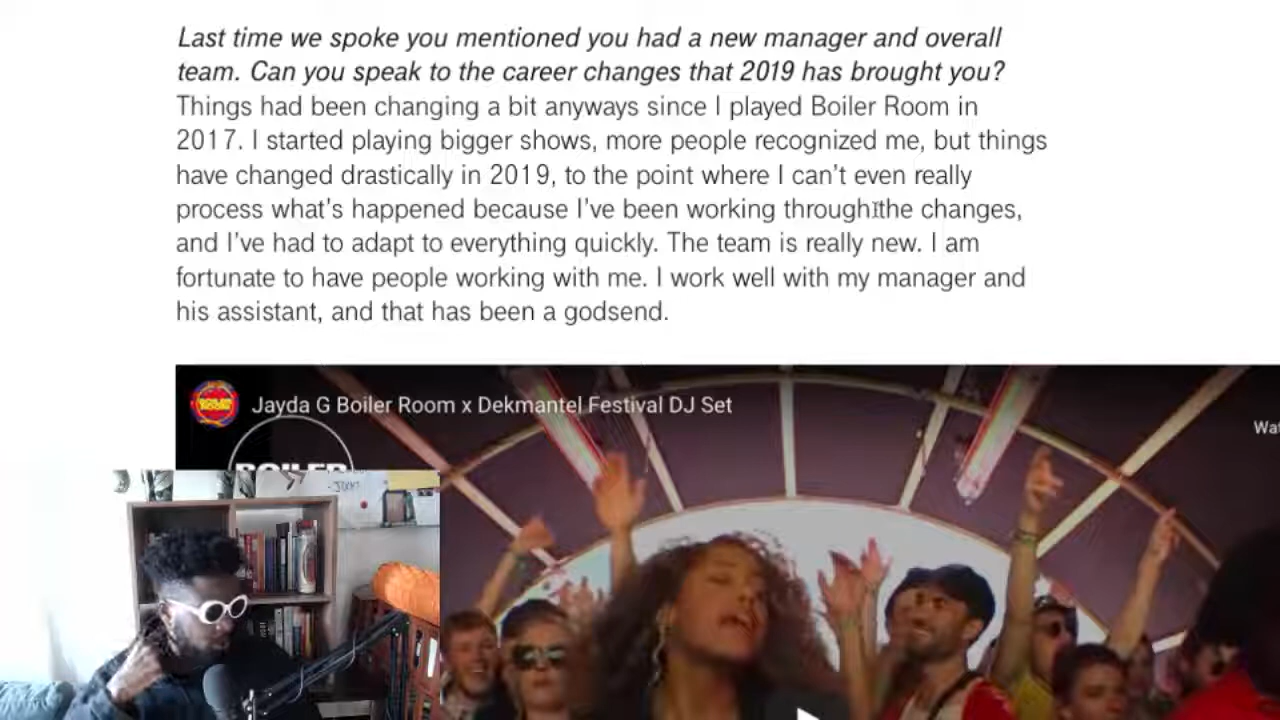 Last time we spoke you mentioned you had a new manager and overall
team. Can you speak to the career changes that 2019 has brought you?
Things had been changing a bit anyways since I played Boiler Room in
2017. I started playing bigger shows, more people recognized me, but things
have changed drastically in 2019, to the point where I can't even really
process what's happened because I've been working through the changes,
and I've had to adapt to everything quickly. The team is really new. I am
fortunate to have people working with me. I work well with my manager and
his assistant, and that has been a godsend.
Jayda G Boiler Room x Dekmantel Festival DJ Set
Wat
BOILER